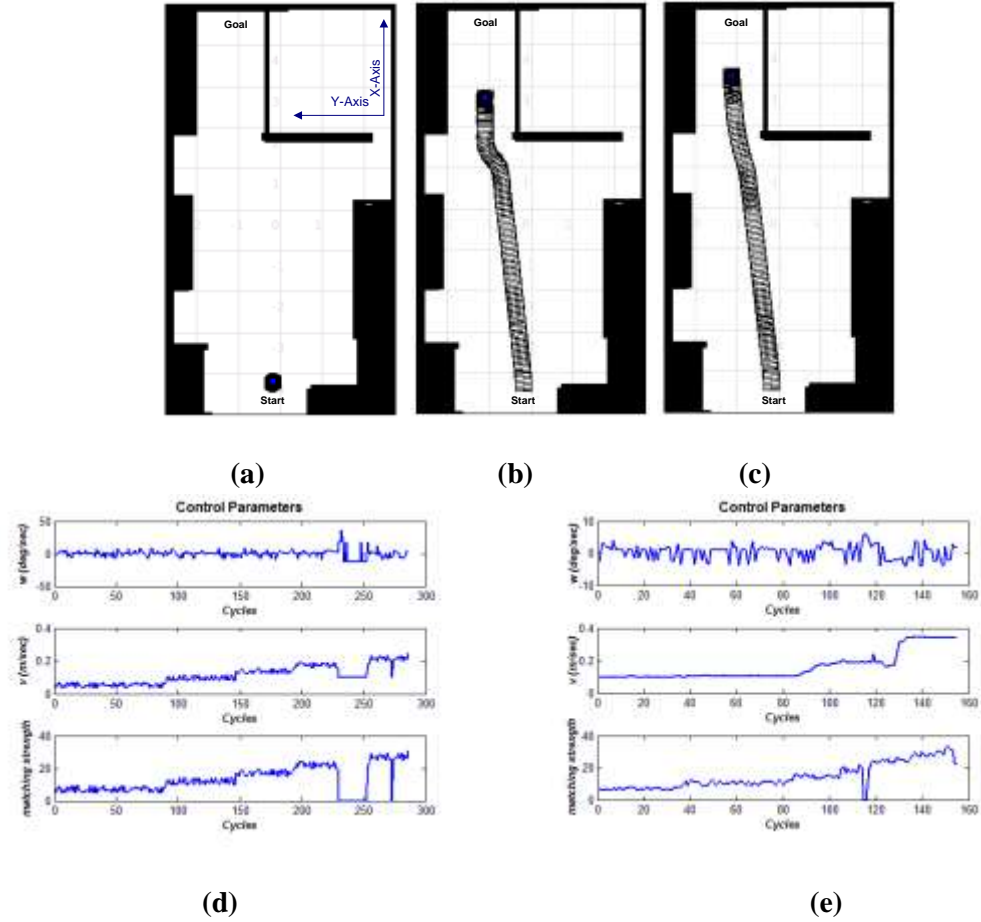 Goal
Goal
Goal
X-Axis
Y-Axis
Start
Start
Start
(a)
(b)
(c)
Control Parameters
50
0
-50
w (deg/sec)
0 50 100 150 200 250 300
Cycles
0.4
0.2
0
v (m/sec)
0 50 100 150 200 250 300
Cycles
40
20
0
matching strength
0 50 100 150 200 250 300
Cycles
Control Parameters
10
0
-10
w (deg/sec)
0 20 40 60 80 100 120 140 160
Cycles
0.4
0.2
0
v (m/sec)
0 20 40 60 80 100 120 140 160
Cycles
40
20
0
matching strength
0 20 40 60 80 100 120 140 160
Cycles
(d)
(e)